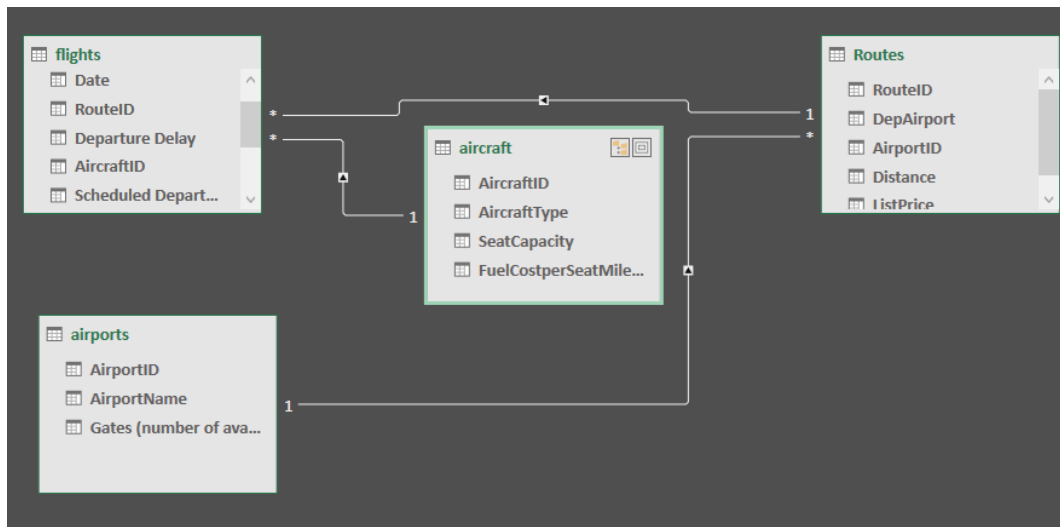 flights
Date
RouteID
Departure Delay
AircraftID
Scheduled Depart...
*
*
aircraft
AircraftID
AircraftType
SeatCapacity
FuelCostperSeatMile...
1
Routes
RouteID
DepAirport
AirportID
Distance
ListPrice
1
*
airports
AirportID
AirportName
Gates (number of ava...
1